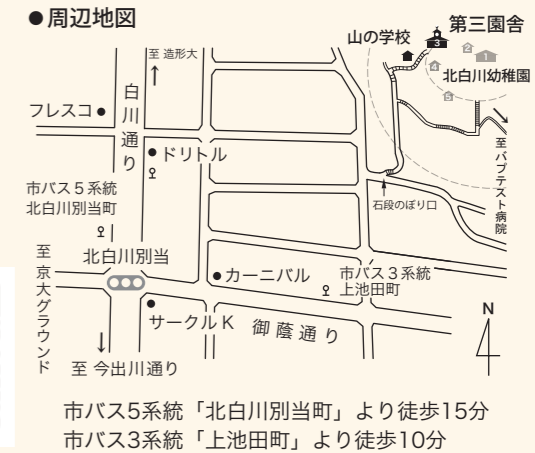 ●周辺地図
第三園舎
山の学校
3
2
1
4
北白川幼稚園
5
至 造形大
白川通り
フレスコ
ドリトル
至バプテスト病院
市バス5系統
北白川別当町
石段のぼり口
北白川別当
至京大グラウンド
カーニバル
市バス3系統
上池田町
サークルK
御蔭通り
N
至 今出川通り
市バス5系統「北白川別当町」より徒歩15分
市バス3系統「上池田町」より徒歩10分